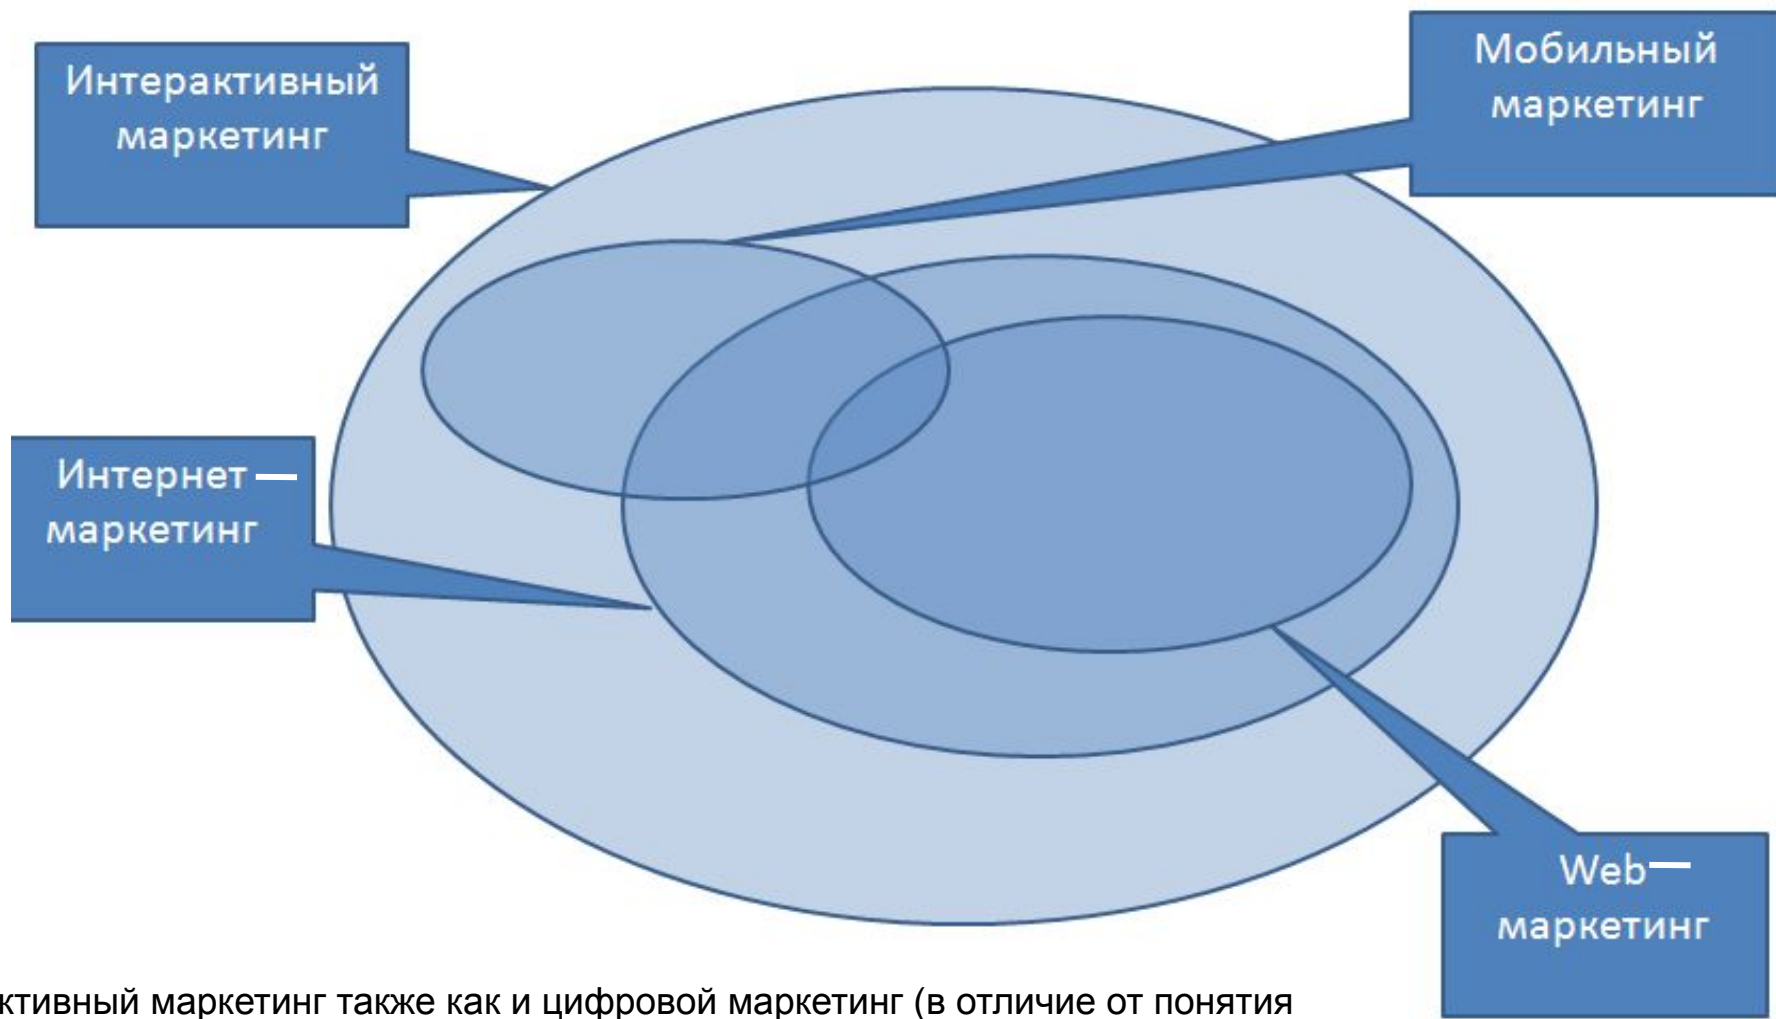 Интерактивный
маркетинг
Мобильный
маркетинг
Интернет —
маркетинг
Web—
маркетинг
ктивный маркетинг также как и цифровой маркетинг (в отличие от понятия